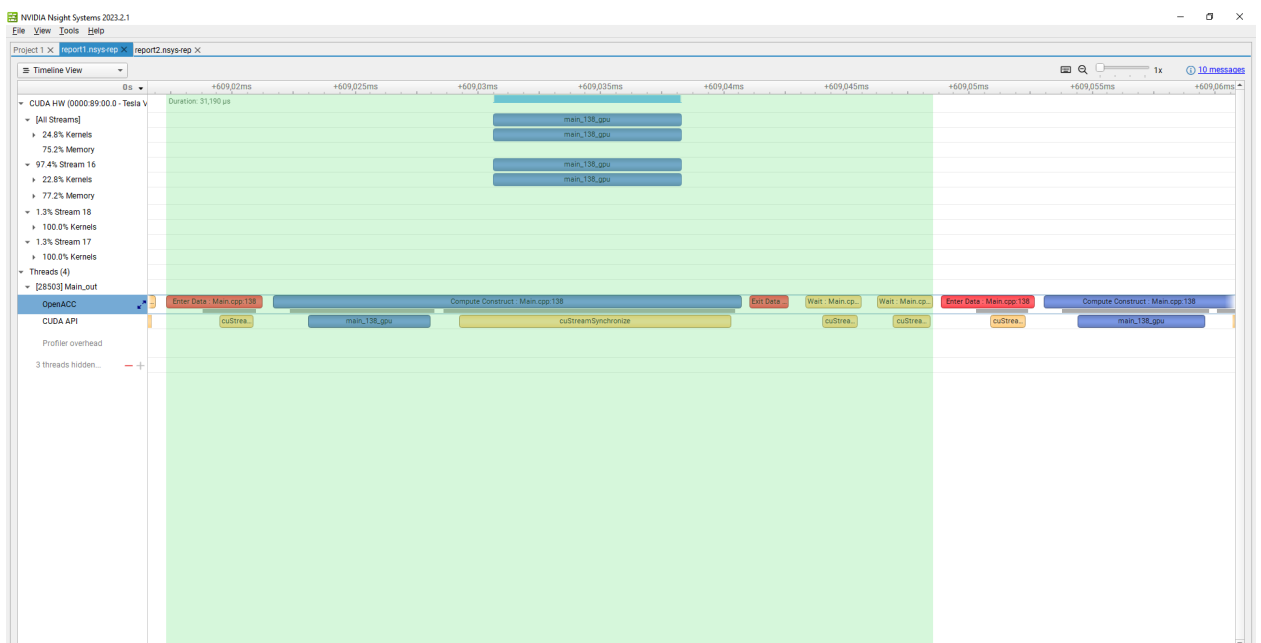 NVIDIA Nsight Systems 2023.2.1
File View Tools Help
Project 1 × report1.nsys-rep × report2.nsys-rep ×
Timeline View 1x 10 messages
0s +609,02ms +609,025ms +609,03ms +609,035ms +609,04ms +609,045ms +609,05ms +609,055ms +609,06ms
CUDA HW (0000:89:00.0 - Tesla V Duration: 31,190 µs
[All Streams] main_138_gpu
24.8% Kernels main_138_gpu
75.2% Memory
97.4% Stream 16 main_138_gpu
22.8% Kernels main_138_gpu
77.2% Memory
1.3% Stream 18
100.0% Kernels
1.3% Stream 17
100.0% Kernels
Threads (4)
[28503] Main_out
OpenACC ... Enter Data : Main.cpp:138 Compute Construct : Main.cpp:138 Exit Data ... Wait : Main.cp... Wait : Main.cp... Enter Data : Main.cpp:138 Compute Construct : Main.cpp:138
CUDA API cuStrea... main_138_gpu cuStreamSynchronize cuStrea... cuStrea... cuStrea... main_138_gpu
Profiler overhead
3 threads hidden... − +